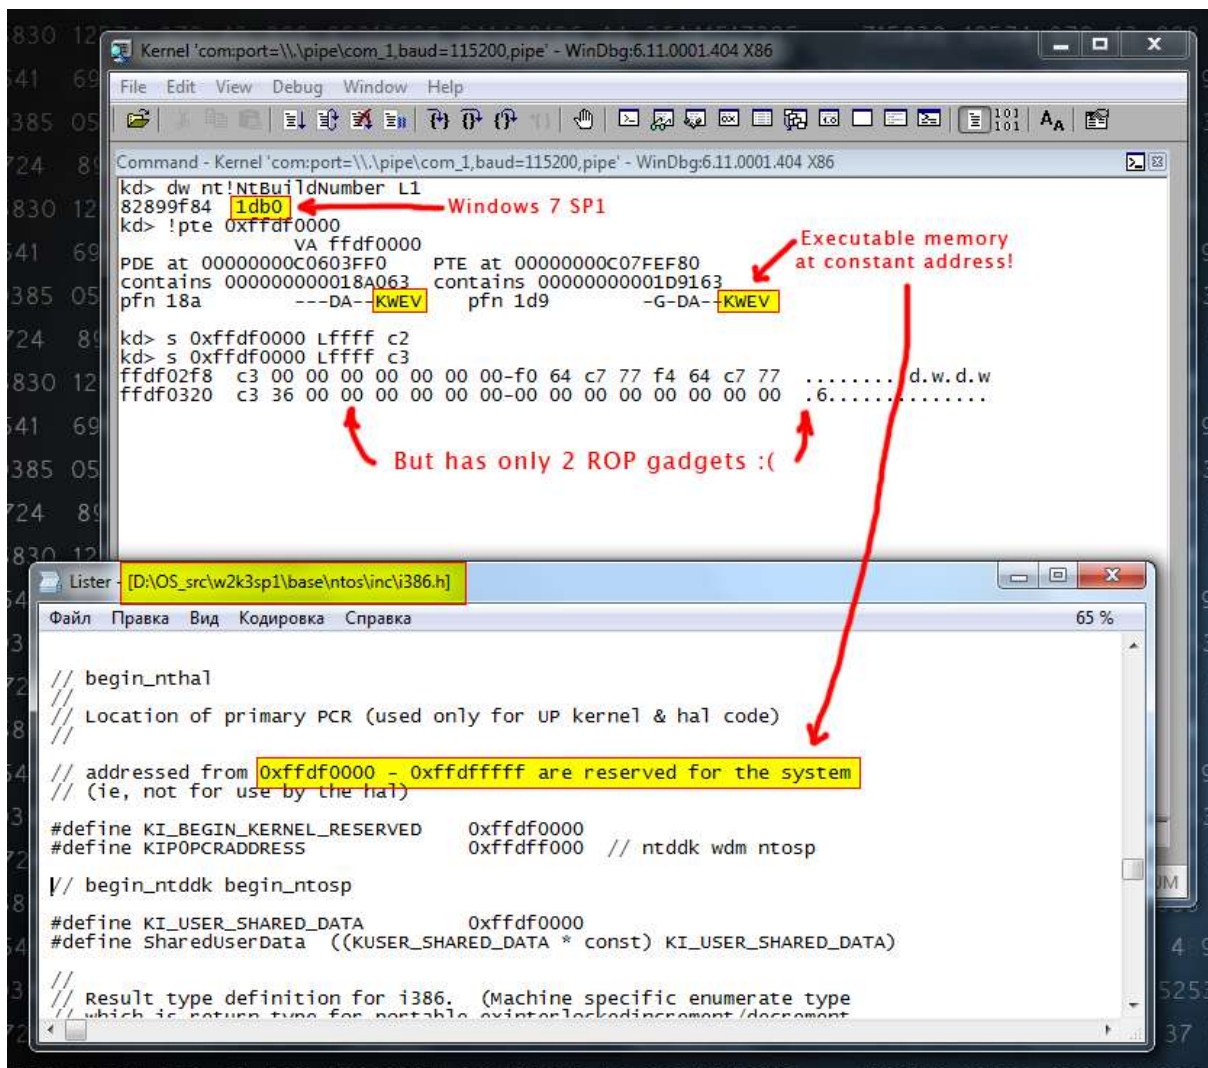 Kernel 'com:port=\\.\pipe\com_1,baud=115200,pipe' - WinDbg:6.11.0001.404 X86
File Edit View Debug Window Help
Command - Kernel 'com:port=\\.\pipe\com_1,baud=115200,pipe' - WinDbg:6.11.0001.404 X86
kd> dw nt!NtBuildNumber L1
82899f84 1db0
Windows 7 SP1
kd> !pte 0xffdf0000
VA ffdf0000
Executable memory
at constant address!
PDE at 00000000C0603FF0 PTE at 00000000C07FEF80
contains 000000000018A063 contains 00000000001D9163
pfn 18a ---DA--KWEV pfn 1d9 -G-DA--KWEV
kd> s 0xffdf0000 Lffff c2
kd> s 0xffdf0000 Lffff c3
ffdf02f8 c3 00 00 00 00 00 00 00-f0 64 c7 77 f4 64 c7 77 .........d.w.d.w
ffdf0320 c3 36 00 00 00 00 00 00-00 00 00 00 00 00 00 00 .6..............
But has only 2 ROP gadgets :(
Lister - [D:\OS_src\w2k3sp1\base\ntos\inc\i386.h]
Файл Правка Вид Кодировка Справка 65 %
// begin_nthal
//
// Location of primary PCR (used only for UP kernel & hal code)
//
// addressed from 0xffdf0000 - 0xffdfffff are reserved for the system
// (ie, not for use by the hal)
#define KI_BEGIN_KERNEL_RESERVED 0xffdf0000
#define KIP0PCRADDRESS 0xffdff000 // ntddk wdm ntosp
// begin_ntddk begin_ntosp
#define KI_USER_SHARED_DATA 0xffdf0000
#define SharedUserData ((KUSER_SHARED_DATA * const) KI_USER_SHARED_DATA)
//
// Result type definition for i386. (Machine specific enumerate type
// which is return type for portable exinterlockedincrement/decrement